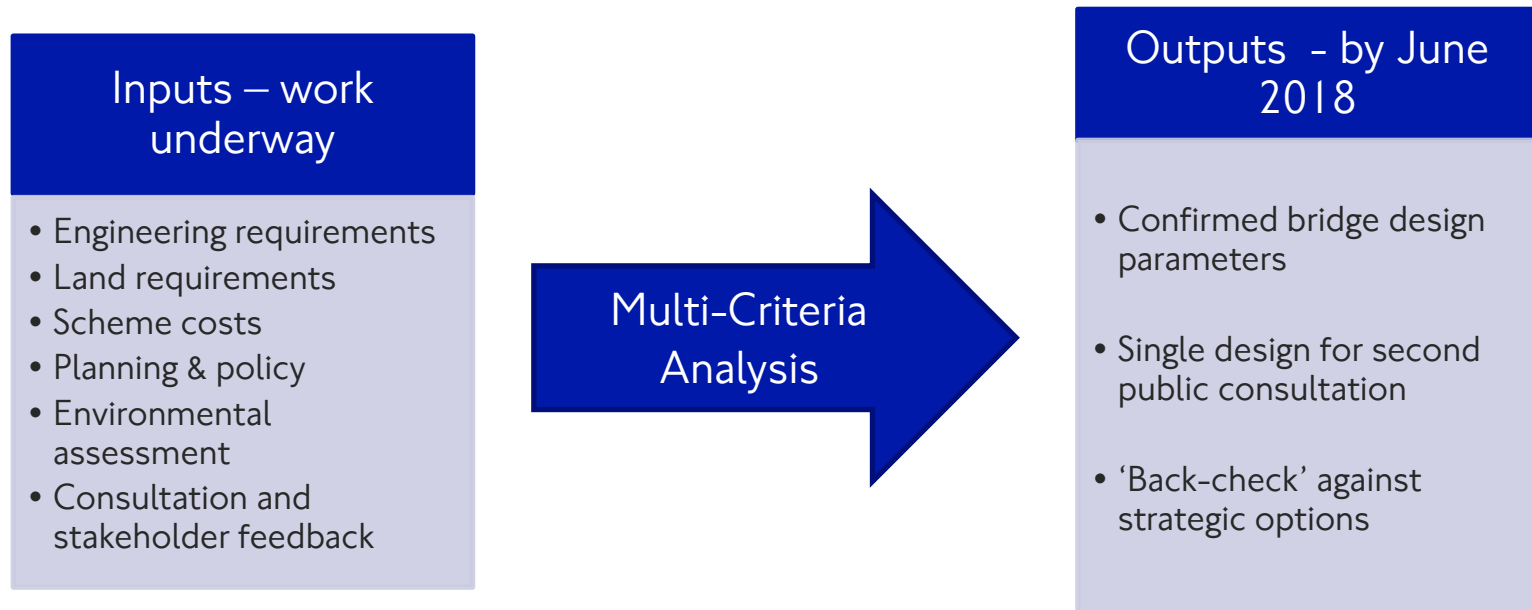 Inputs – work
underway
• Engineering requirements
• Land requirements
• Scheme costs
• Planning & policy
• Environmental
assessment
• Consultation and
stakeholder feedback
Multi-Criteria
Analysis
Outputs - by June
2018
• Confirmed bridge design
parameters
• Single design for second
public consultation
• ‘Back-check’ against
strategic options